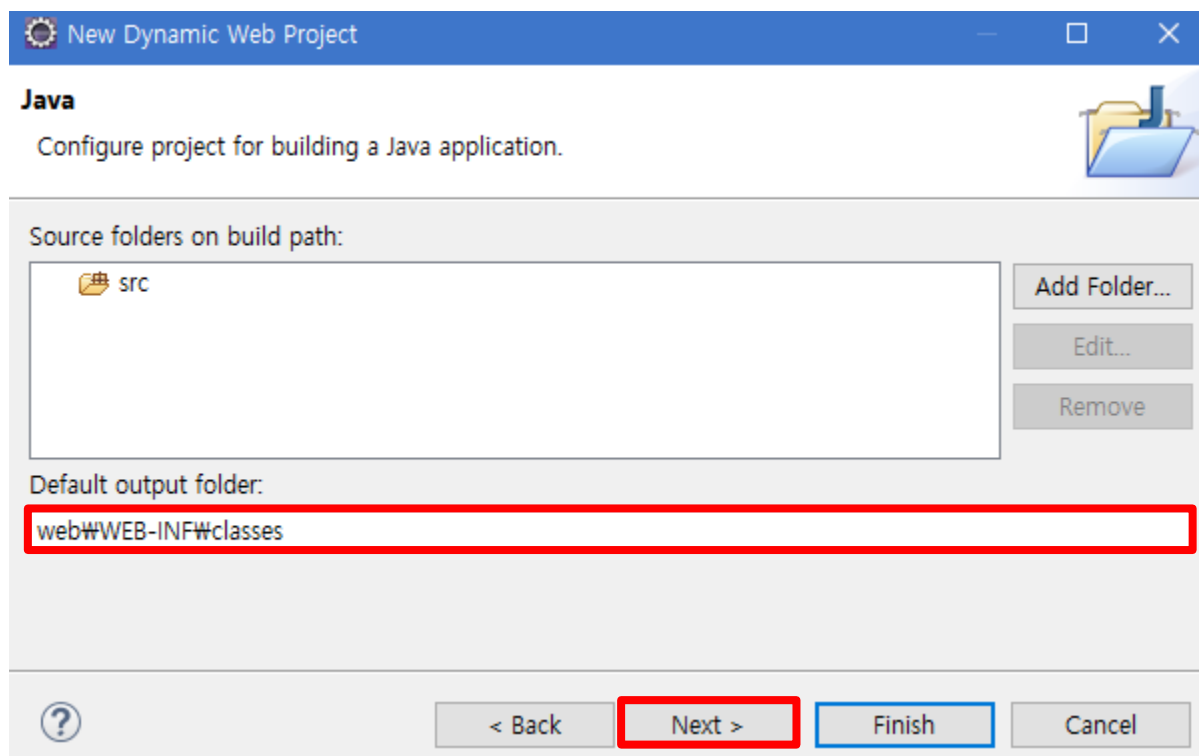 New Dynamic Web Project
Java
Configure project for building a Java application.
Source folders on build path:
src
Add Folder...
Edit...
Remove
Default output folder:
web₩WEB-INF₩classes
?
< Back
Next >
Finish
Cancel